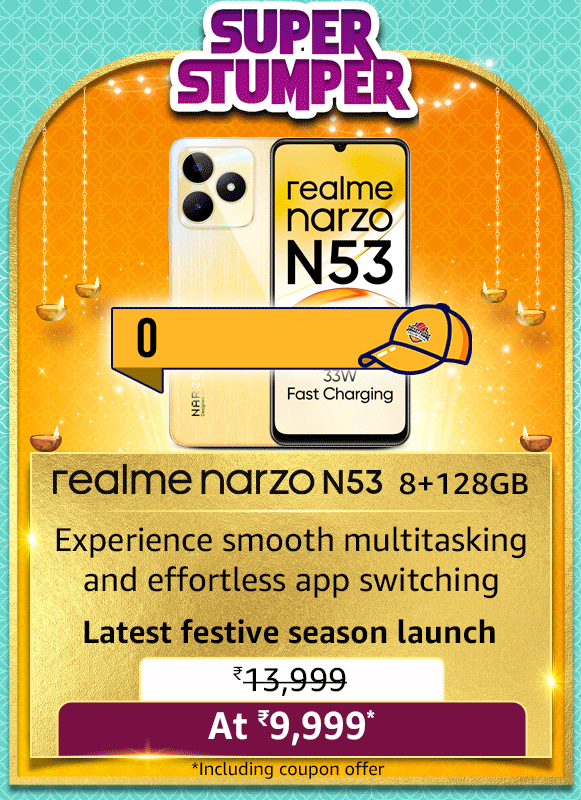 SUPER
STUMPER
realme
narzo
N53
0
33W
Fast Charging
NARZO
realme narzo N53 8+128GB
Experience smooth multitasking
and effortless app switching
Latest festive season launch
₹13,999
At ₹9,999*
*Including coupon offer